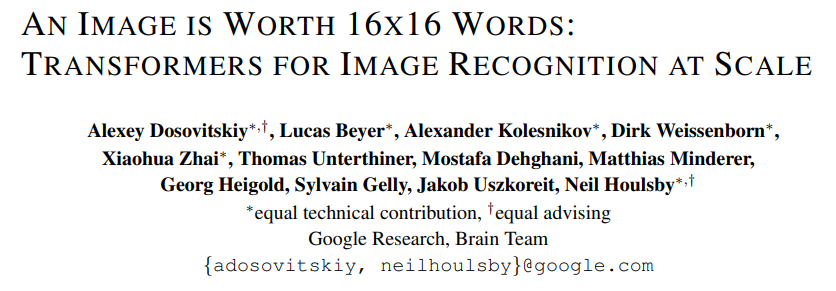 AN IMAGE IS WORTH 16X16 WORDS:
TRANSFORMERS FOR IMAGE RECOGNITION AT SCALE
Alexey Dosovitskiy*,†, Lucas Beyer*, Alexander Kolesnikov*, Dirk Weissenborn*,
Xiaohua Zhai*, Thomas Unterthiner, Mostafa Dehghani, Matthias Minderer,
Georg Heigold, Sylvain Gelly, Jakob Uszkoreit, Neil Houlsby*,†
*equal technical contribution, †equal advising
Google Research, Brain Team
{adosovitskiy, neilhoulsby}@google.com